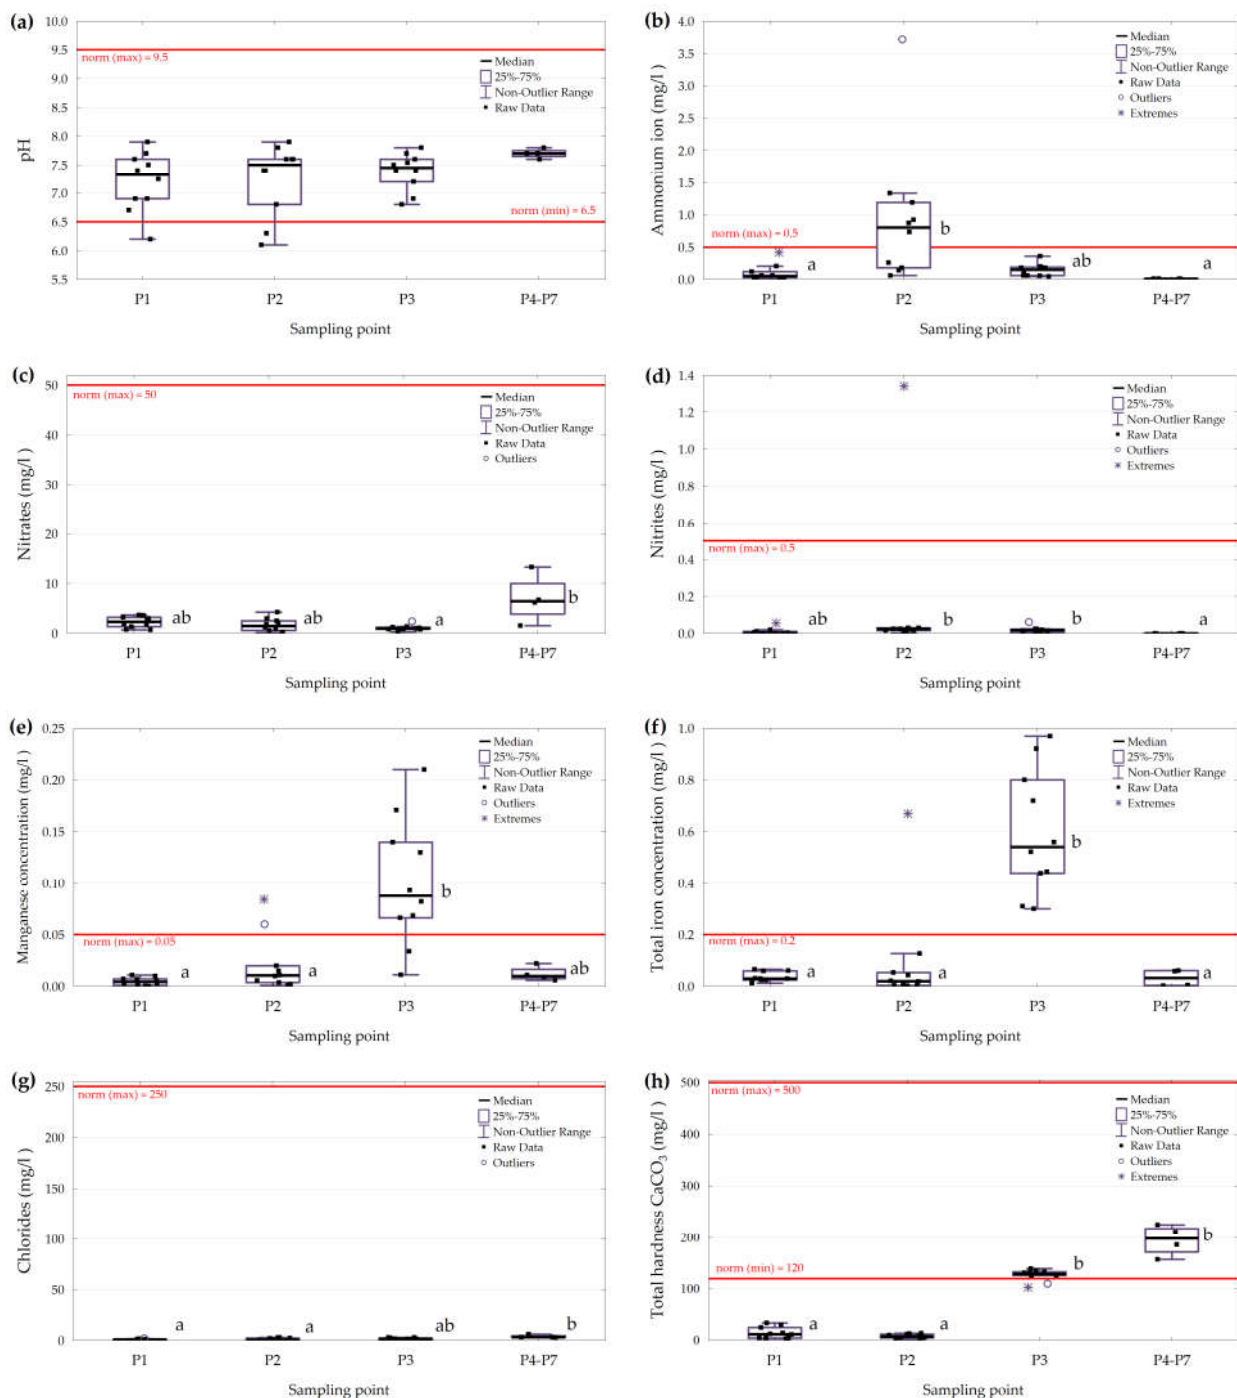 (a)
10.0
9.5
9.0
8.5
8.0
7.5
7.0
6.5
6.0
5.5
pH
norm (max) = 9.5
norm (min) = 6.5
Median
25%-75%
Non-Outlier Range
Raw Data
P1 P2 P3 P4-P7
Sampling point
(b)
4.0
3.5
3.0
2.5
2.0
1.5
1.0
0.5
0.0
Ammonium ion (mg/l)
norm (max) = 0.5
Median
25%-75%
Non-Outlier Range
Raw Data
Outliers
Extremes
a b ab a
P1 P2 P3 P4-P7
Sampling point
(c)
50
40
30
20
10
0
Nitrates (mg/l)
norm (max) = 50
Median
25%-75%
Non-Outlier Range
Raw Data
Outliers
ab ab a b
P1 P2 P3 P4-P7
Sampling point
(d)
1.4
1.2
1.0
0.8
0.6
0.4
0.2
0.0
Nitrites (mg/l)
norm (max) = 0.5
Median
25%-75%
Non-Outlier Range
Raw Data
Outliers
Extremes
ab b b a
P1 P2 P3 P4-P7
Sampling point
(e)
0.25
0.20
0.15
0.10
0.05
0.00
Manganese concentration (mg/l )
norm (max) = 0.05
Median
25%-75%
Non-Outlier Range
Raw Data
Outliers
Extremes
a a b ab
P1 P2 P3 P4-P7
Sampling point
(f)
1.0
0.8
0.6
0.4
0.2
0.0
Total iron concentration (mg/l )
norm (max) = 0.2
Median
25%-75%
Non-Outlier Range
Raw Data
Extremes
a a b a
P1 P2 P3 P4-P7
Sampling point
(g)
250
200
150
100
50
0
Chlorides (mg/l )
norm (max) = 250
Median
25%-75%
Non-Outlier Range
Raw Data
Outliers
a a ab b
P1 P2 P3 P4-P7
Sampling point
(h)
500
400
300
200
100
0
Total hardness CaCO₃ (mg/l )
norm (max) = 500
norm (min) = 120
Median
25%-75%
Non-Outlier Range
Raw Data
Outliers
Extremes
a a b b
P1 P2 P3 P4-P7
Sampling point